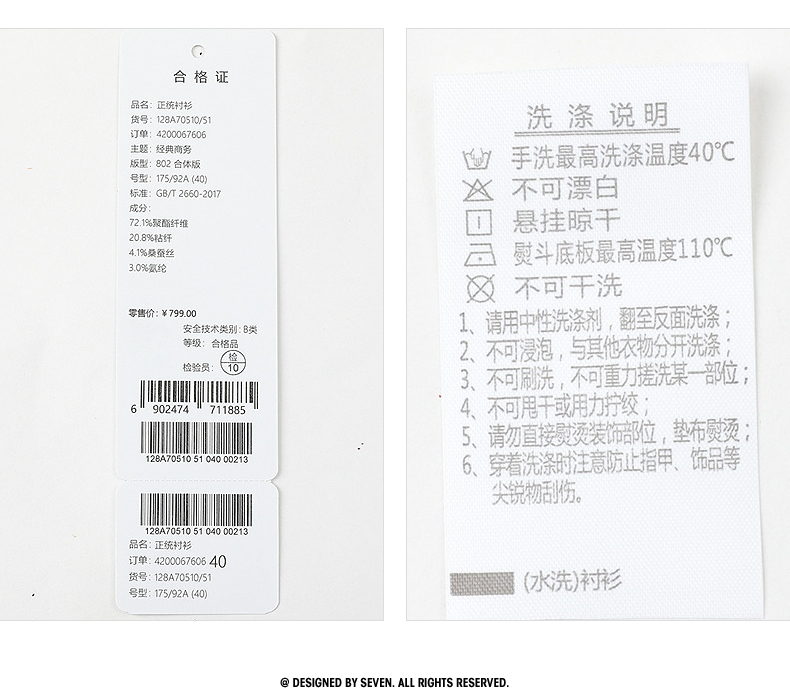 合格证
品名：正统衬衫
货号：128A70510/51
订单：4200067606
主题：经典商务
版型：802 合体版
号型：175/92A (40)
标准：GB/T 2660-2017
成分：
72.1%聚酯纤维
20.8%粘纤
4.1%桑蚕丝
3.0%氨纶
零售价：￥799.00
安全技术类别：B类
等级：合格品
检验员：检10
6 902474 711885
128A70510 51 040 00213
128A70510 51 040 00213
品名：正统衬衫
订单：4200067606 40
货号：128A70510/51
号型：175/92A (40)
洗涤说明
手洗最高洗涤温度40℃
不可漂白
悬挂晾干
熨斗底板最高温度110℃
不可干洗
1、请用中性洗涤剂，翻至反面洗涤；
2、不可浸泡，与其他衣物分开洗涤；
3、不可刷洗，不可重力搓洗某一部位；
4、不可甩干或用力拧绞；
5、请勿直接熨烫装饰部位，垫布熨烫；
6、穿着洗涤时注意防止指甲、饰品等
尖锐物刮伤。
(水洗)衬衫
@ DESIGNED BY SEVEN. ALL RIGHTS RESERVED.